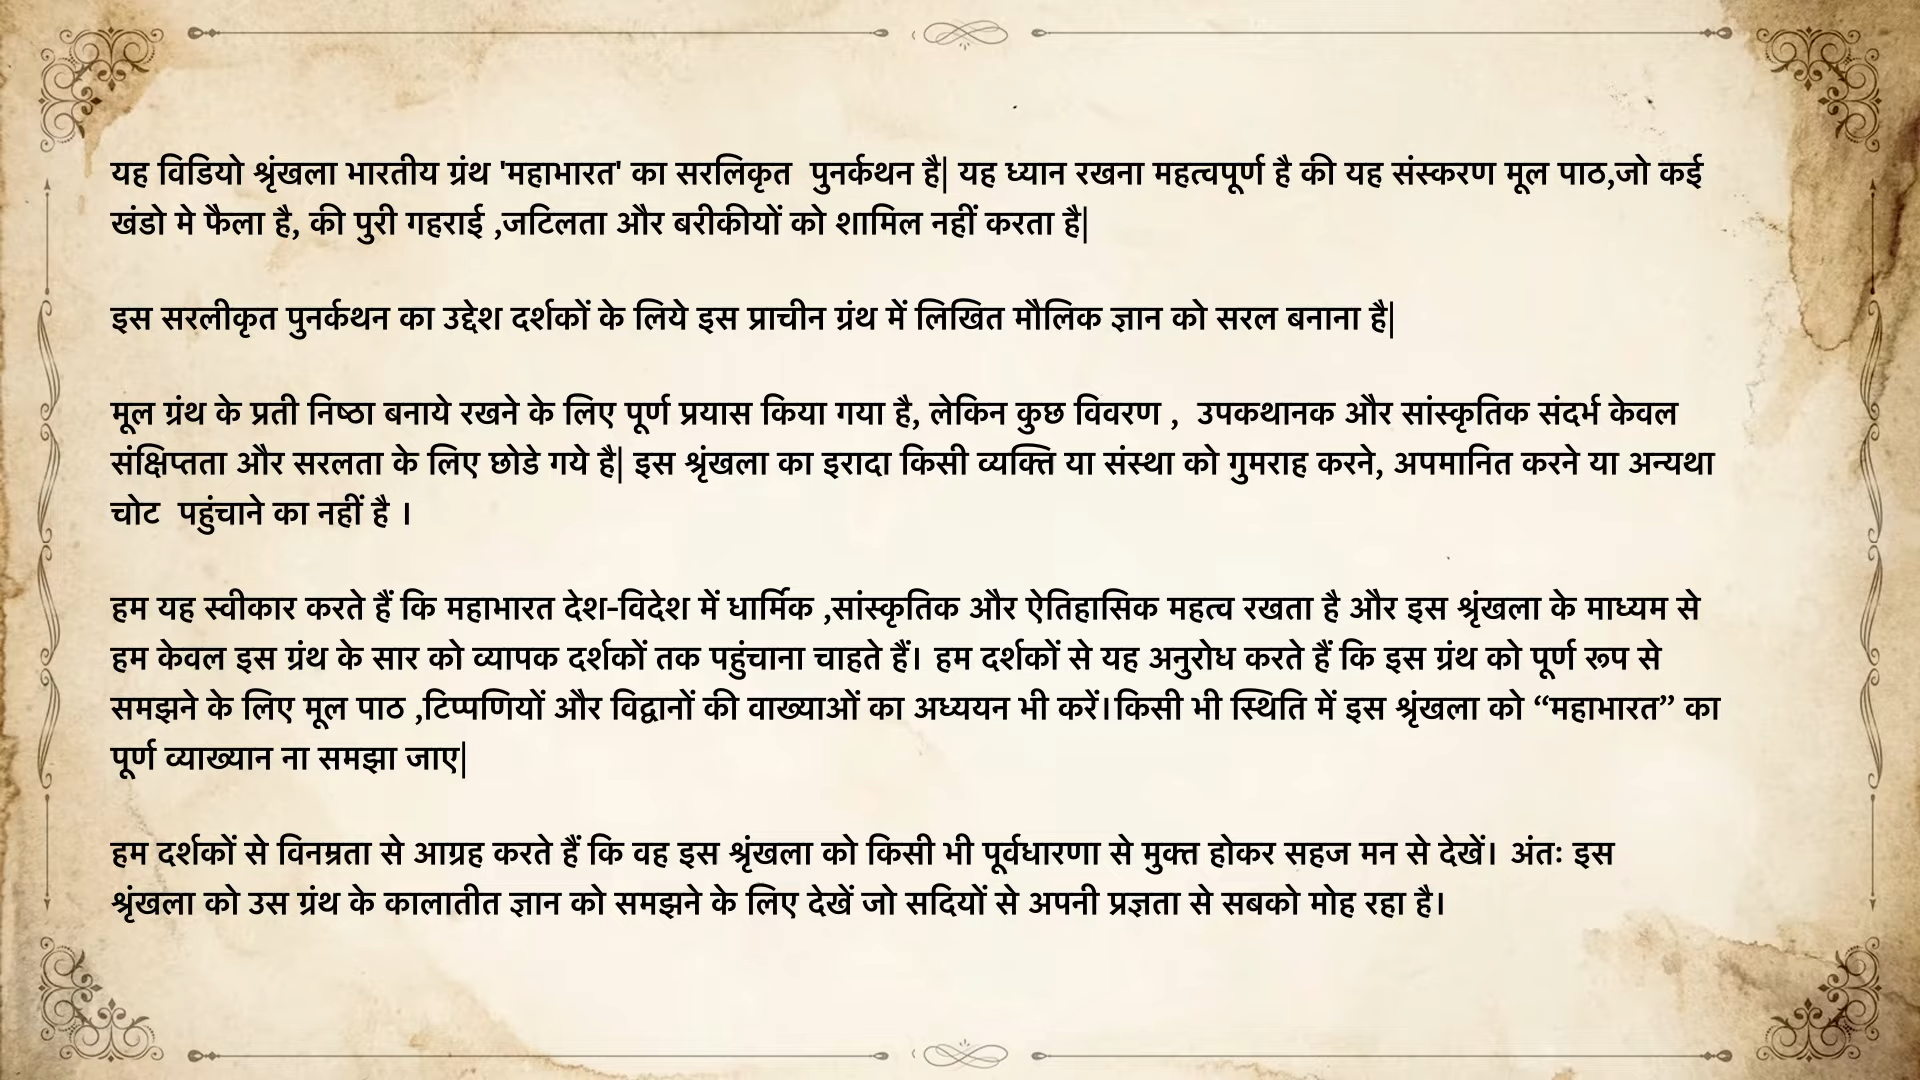 यह विडियो श्रृंखला भारतीय ग्रंथ 'महाभारत' का सरलिकृत  पुनर्कथन है| यह ध्यान रखना महत्वपूर्ण है की यह संस्करण मूल पाठ,जो कई
खंडो मे फैला है, की पुरी गहराई ,जटिलता और बरीकीयों को शामिल नहीं करता है|
इस सरलीकृत पुनर्कथन का उद्देश दर्शकों के लिये इस प्राचीन ग्रंथ में लिखित मौलिक ज्ञान को सरल बनाना है|
मूल ग्रंथ के प्रती निष्ठा बनाये रखने के लिए पूर्ण प्रयास किया गया है, लेकिन कुछ विवरण ,  उपकथानक और सांस्कृतिक संदर्भ केवल
संक्षिप्तता और सरलता के लिए छोडे गये है| इस श्रृंखला का इरादा किसी व्यक्ति या संस्था को गुमराह करने, अपमानित करने या अन्यथा
चोट  पहुंचाने का नहीं है ।
हम यह स्वीकार करते हैं कि महाभारत देश-विदेश में धार्मिक ,सांस्कृतिक और ऐतिहासिक महत्व रखता है और इस श्रृंखला के माध्यम से
हम केवल इस ग्रंथ के सार को व्यापक दर्शकों तक पहुंचाना चाहते हैं। हम दर्शकों से यह अनुरोध करते हैं कि इस ग्रंथ को पूर्ण रूप से
समझने के लिए मूल पाठ ,टिप्पणियों और विद्वानों की वाख्याओं का अध्ययन भी करें।किसी भी स्थिति में इस श्रृंखला को “महाभारत” का
पूर्ण व्याख्यान ना समझा जाए|
हम दर्शकों से विनम्रता से आग्रह करते हैं कि वह इस श्रृंखला को किसी भी पूर्वधारणा से मुक्त होकर सहज मन से देखें। अंतः इस
श्रृंखला को उस ग्रंथ के कालातीत ज्ञान को समझने के लिए देखें जो सदियों से अपनी प्रज्ञता से सबको मोह रहा है।